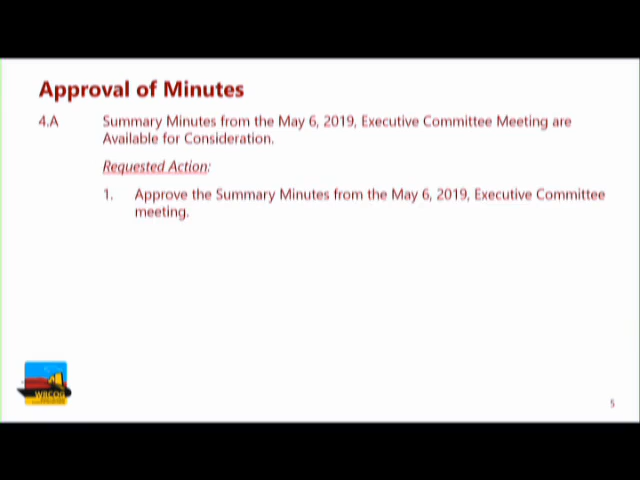 Approval of Minutes
4.A Summary Minutes from the May 6, 2019, Executive Committee Meeting are
Available for Consideration.
Requested Action:
1. Approve the Summary Minutes from the May 6, 2019, Executive Committee
meeting.
WRCOG
5